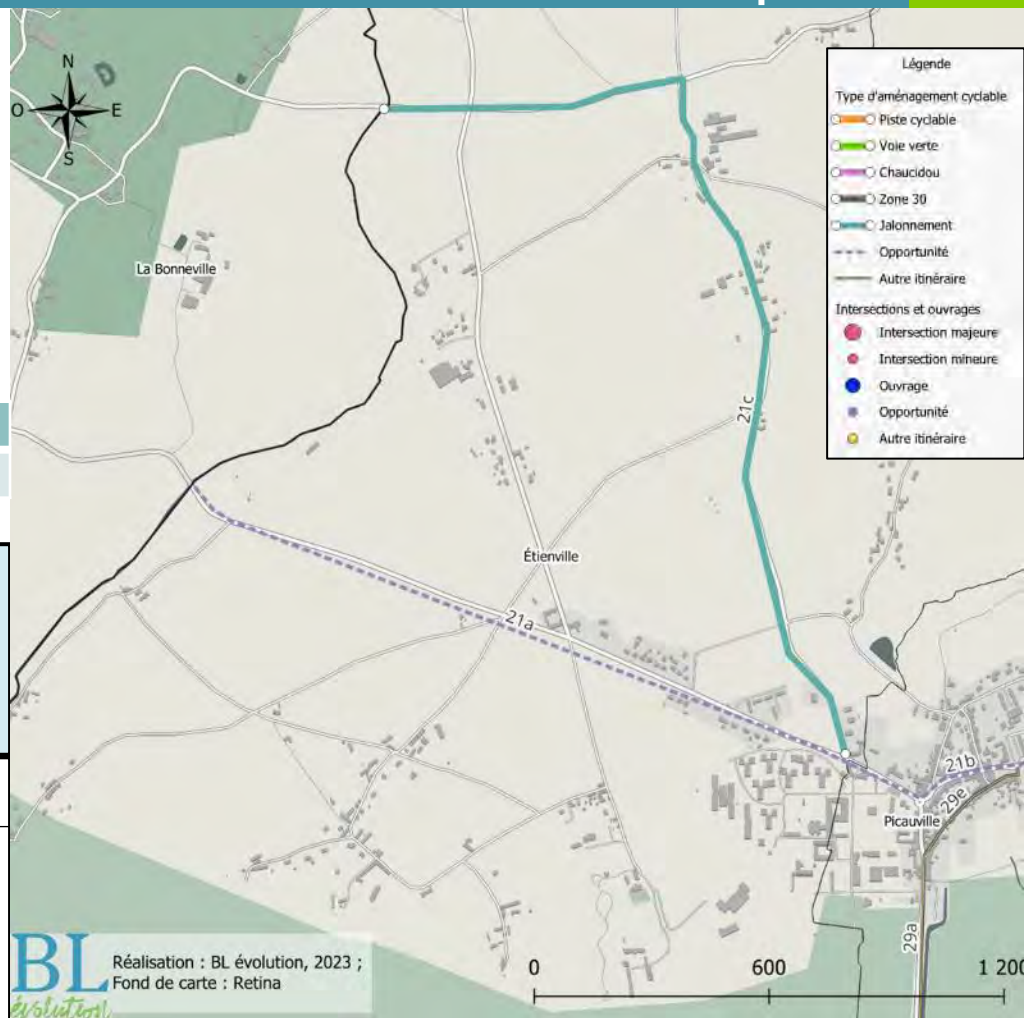 N
O
E
S
Légende
Type d'aménagement cyclable
Piste cyclable
Voie verte
Chaucidou
Zone 30
Jalonnement
Opportunité
Autre itinéraire
Intersections et ouvrages
Intersection majeure
Intersection mineure
Ouvrage
Opportunité
Autre itinéraire
La Bonneville
21c
Étienville
21a
21b
29e
Picauville
29a
BL
évolution
Réalisation : BL évolution, 2023 ;
Fond de carte : Retina
0
600
1 200